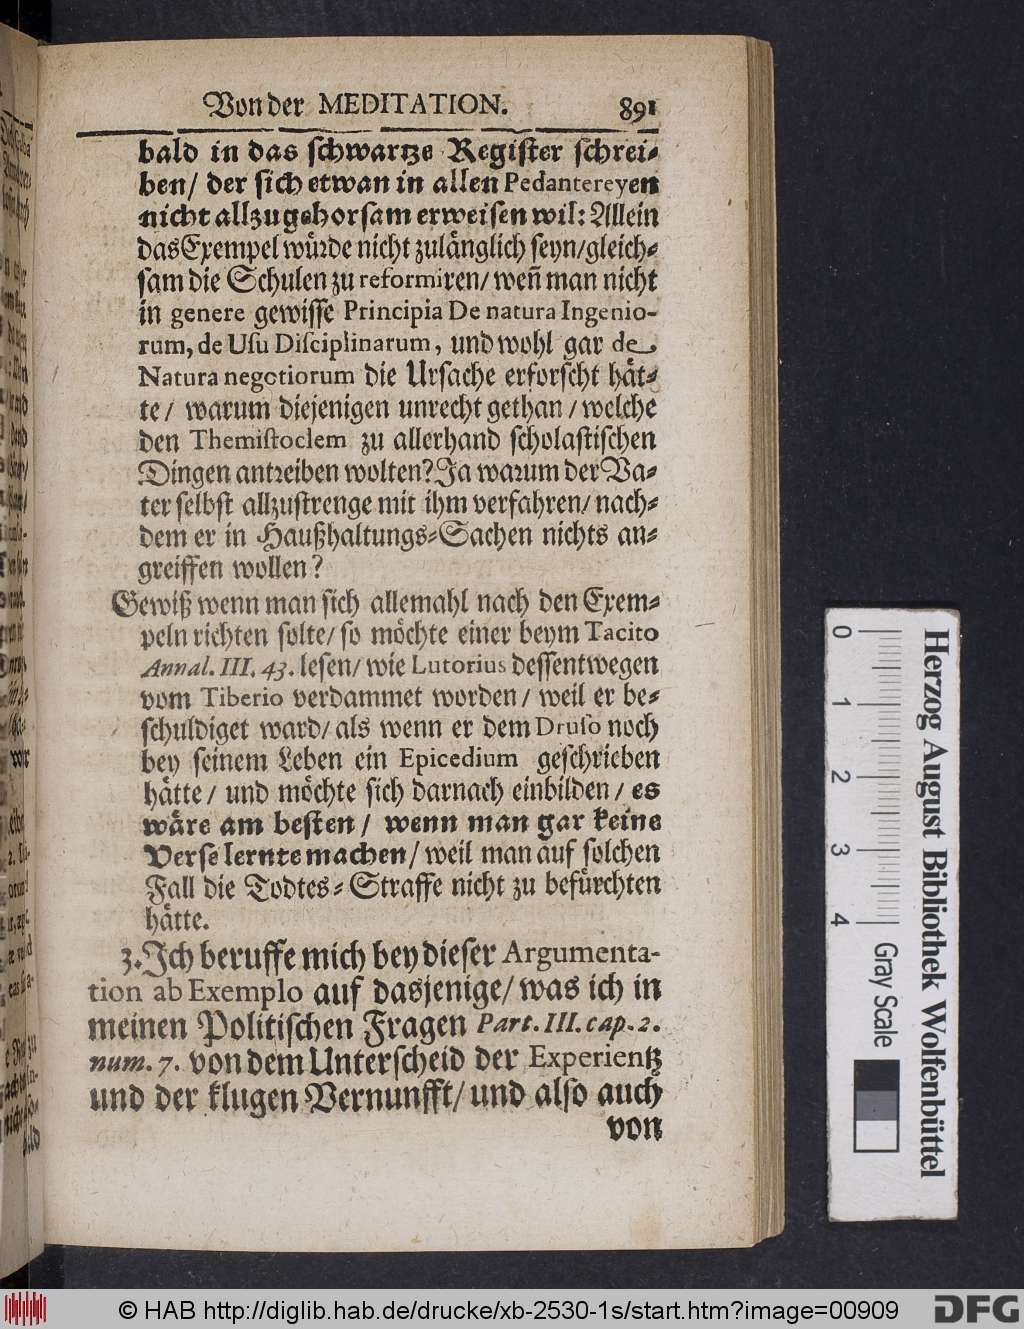 Von der MEDITATION. 891
bald in das schwartze Register schrei-
ben/ der sich etwan in allen Pedantereyen
nicht allzugehorsam erweisen wil: Allein
das Exempel würde nicht zulänglich seyn/gleich-
sam die Schulen zu reformiren/ weñ man nicht
in genere gewisse Principia De natura Ingenio-
rum, de Usu Disciplinarum, und wohl gar de
Natura negotiorum die Ursache erforscht hät-
te/ warum diejenigen unrecht gethan/ welche
den Themistoclem zu allerhand scholastischen
Dingen antreiben wolten? Ja warum der Va-
ter selbst allzustrenge mit ihm verfahren/ nach-
dem er in Haußhaltungs-Sachen nichts an-
greiffen wollen?
Gewiß wenn man sich allemahl nach den Exem-
peln richten solte/ so möchte einer beym Tacito
Annal. III. 43. lesen/ wie Lutorius dessentwegen
vom Tiberio verdammet worden/ weil er be-
schuldiget ward/ als wenn er dem Druso noch
bey seinem Leben ein Epicedium geschrieben
hätte/ und möchte sich darnach einbilden/ es
wäre am besten/ wenn man gar keine
Verse lernte machen/ weil man auf solchen
Fall die Todtes-Straffe nicht zu befürchten
hätte.
3. Ich beruffe mich bey dieser Argumenta-
tion ab Exemplo auf dasjenige/ was ich in
meinen Politischen Fragen Part. III. cap. 2.
num. 7. von dem Unterscheid der Experientz
und der klugen Vernunfft/ und also auch
von
0 1 2 3 4
Herzog August Bibliothek Wolfenbüttel
Gray Scale
© HAB http://diglib.hab.de/drucke/xb-2530-1s/start.htm?image=00909
DFG